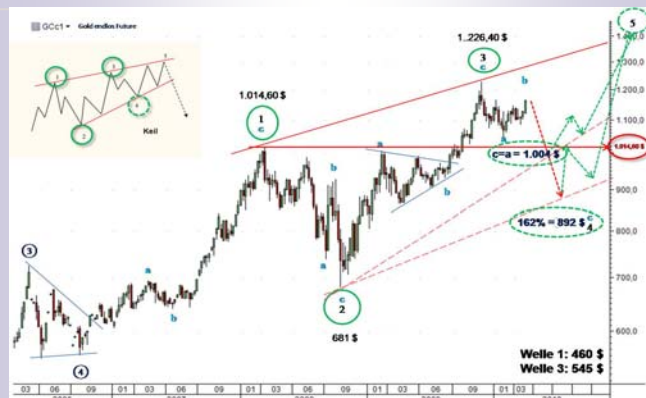 GCc1 Gold endlos Future
1.014,60 $
1..226,40 $
Keil
1
c
3
c
b
5
1.400,0
1.300,0
1.200,0
1.100,0
1.014,60 $
900,0
800,0
700,0
600,0
a
b
a
b
c=a = 1.004 $
162% = 892 $
c
4
a
b
a
c
2
681 $
3
4
Welle 1: 460 $
Welle 3: 545 $
03 06 09 01 03 06 09 01 03 06 09 01 03 06 09 01 03 06 09